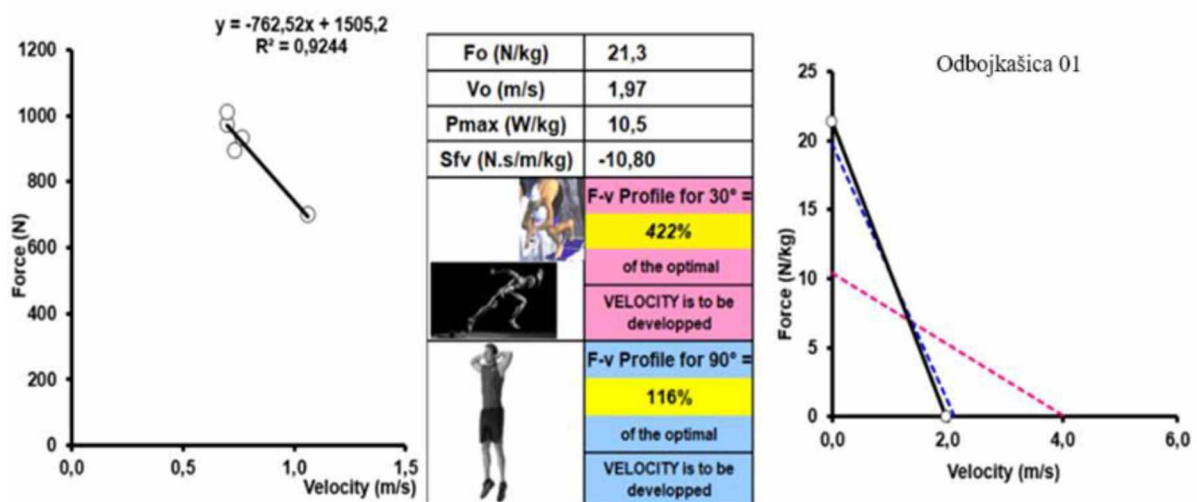 y = -762,52x + 1505,2
R² = 0,9244
1200
1000
800
600
400
200
0
Force (N)
0,0
0,5
1,0
1,5
Velocity (m/s)
Fo (N/kg) 21,3
Vo (m/s) 1,97
Pmax (W/kg) 10,5
Sfv (N.s/m/kg) -10,80
F-v Profile for 30° =
422%
of the optimal
VELOCITY is to be
developped
F-v Profile for 90° =
116%
of the optimal
VELOCITY is to be
developped
Odbojkašica 01
25
20
15
10
5
0
Force (N/kg)
0,0
2,0
4,0
6,0
Velocity (m/s)